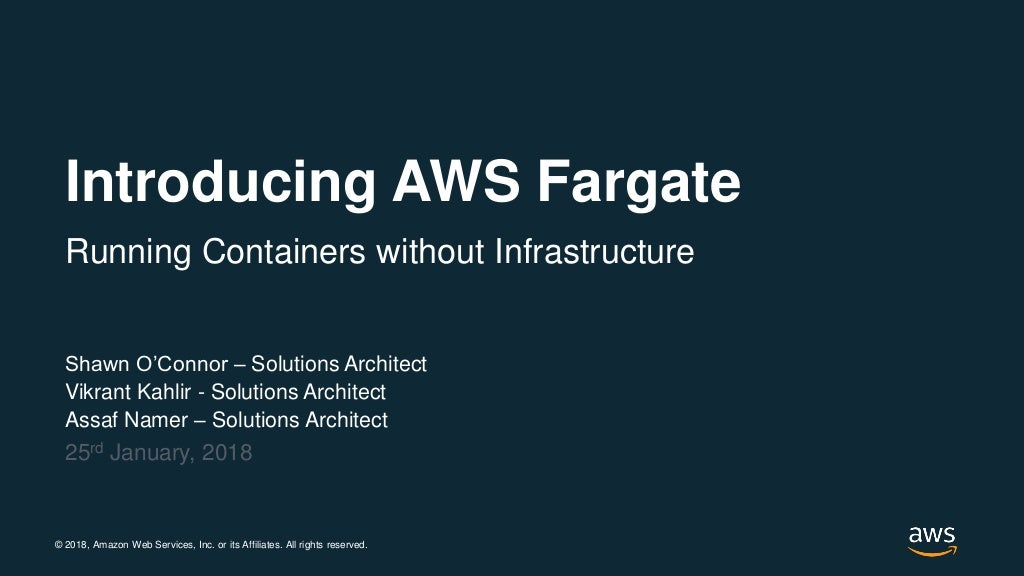 Introducing AWS Fargate
Running Containers without Infrastructure
Shawn O’Connor – Solutions Architect
Vikrant Kahlir - Solutions Architect
Assaf Namer – Solutions Architect
25rd January, 2018
© 2018, Amazon Web Services, Inc. or its Affiliates. All rights reserved.
aws